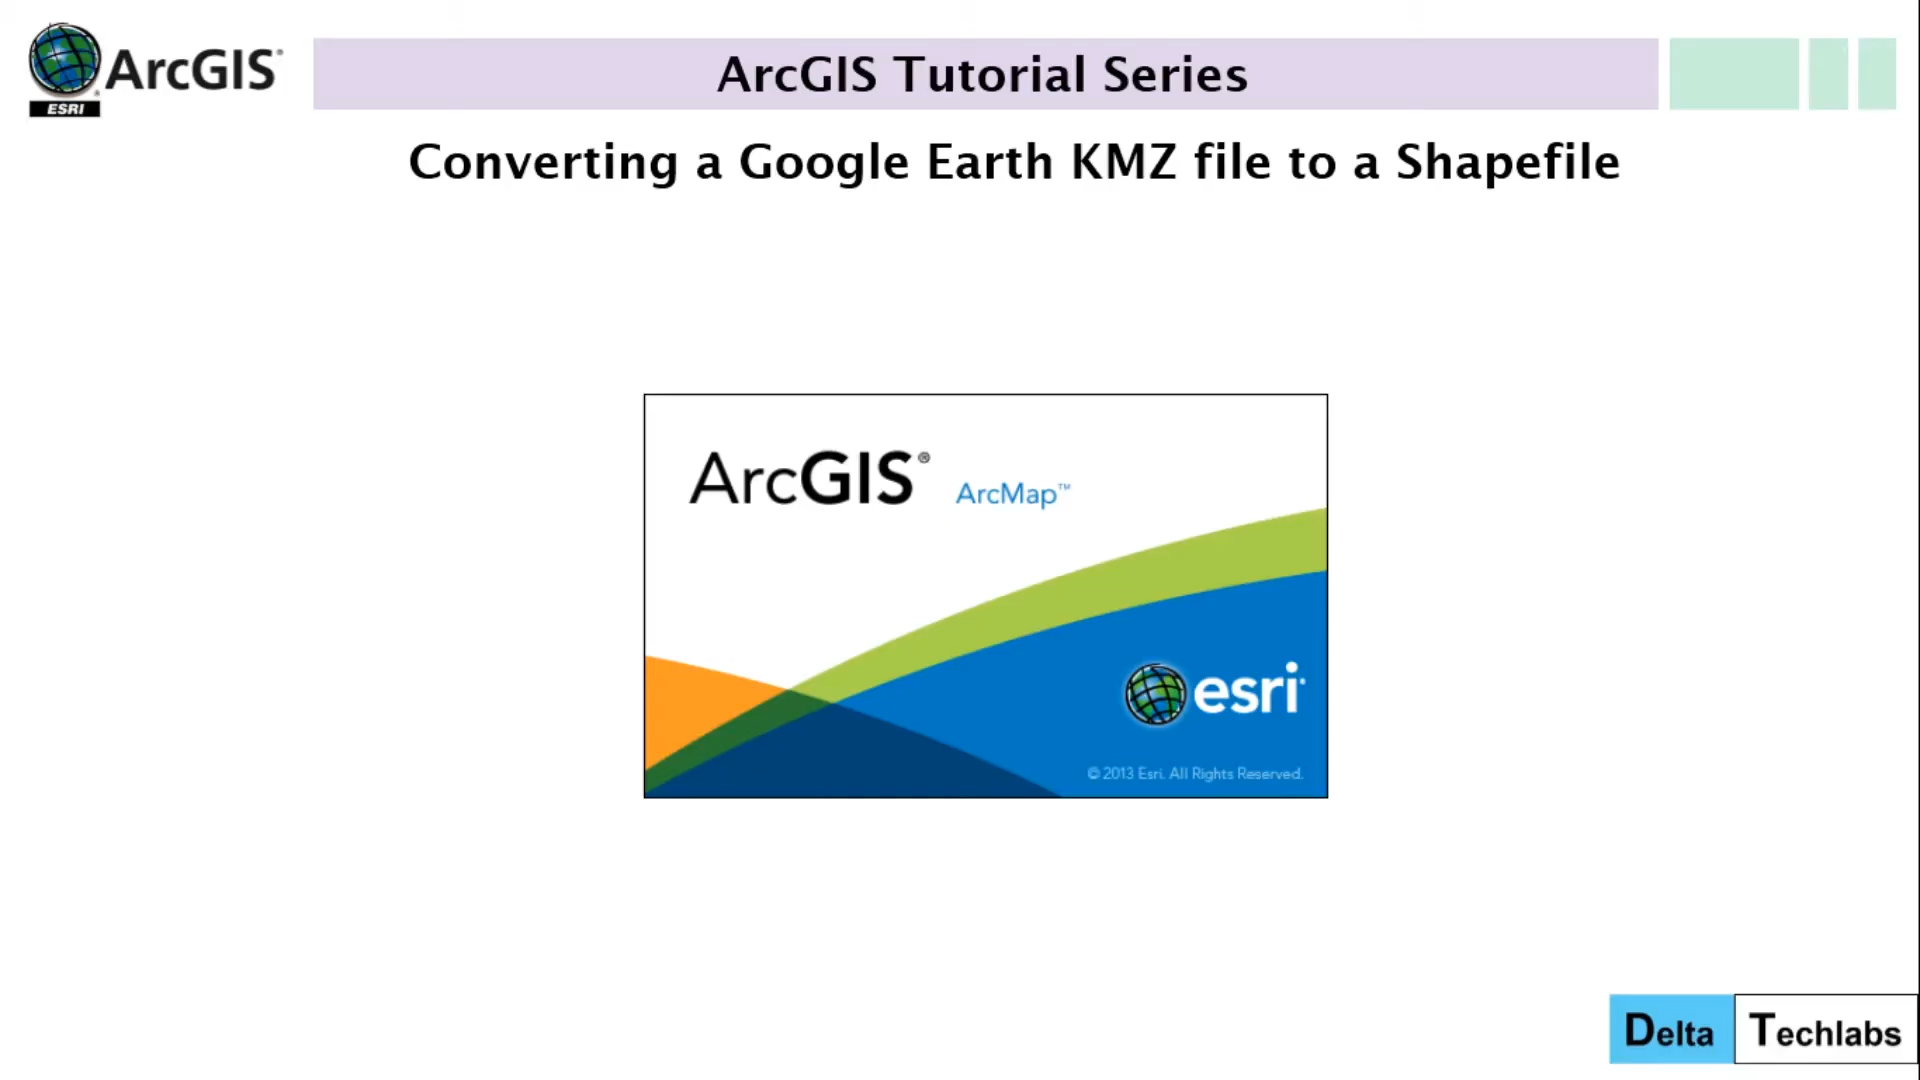 ArcGIS®
ESRI
ArcGIS Tutorial Series
Converting a Google Earth KMZ file to a Shapefile
ArcGIS® ArcMap™
esri
© 2013 Esri. All Rights Reserved.
Delta Techlabs